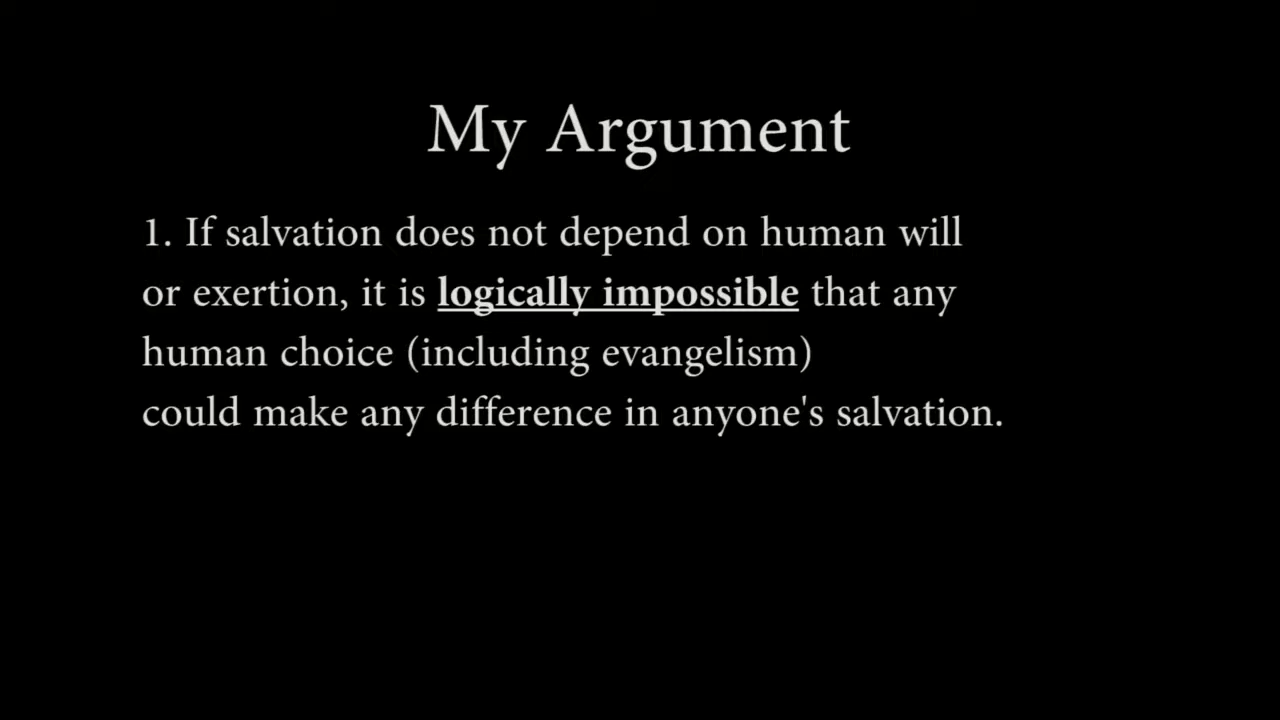 My Argument
1. If salvation does not depend on human will
or exertion, it is logically impossible that any
human choice (including evangelism)
could make any difference in anyone's salvation.